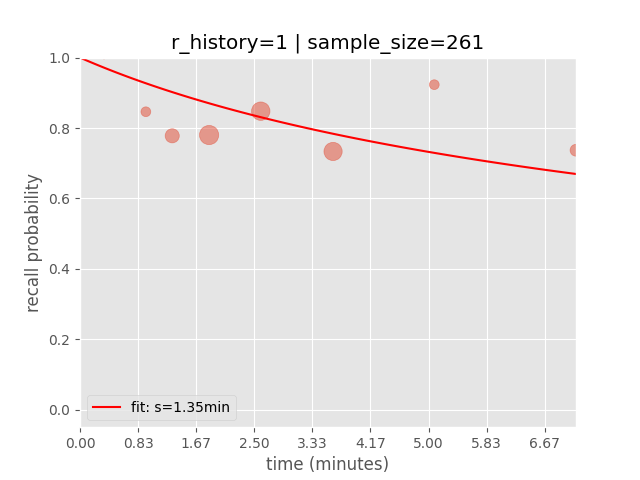 r_history=1 | sample_size=261
1.0
0.8
0.6
0.4
0.2
0.0
recall probability
fit: s=1.35min
0.00 0.83 1.67 2.50 3.33 4.17 5.00 5.83 6.67
time (minutes)